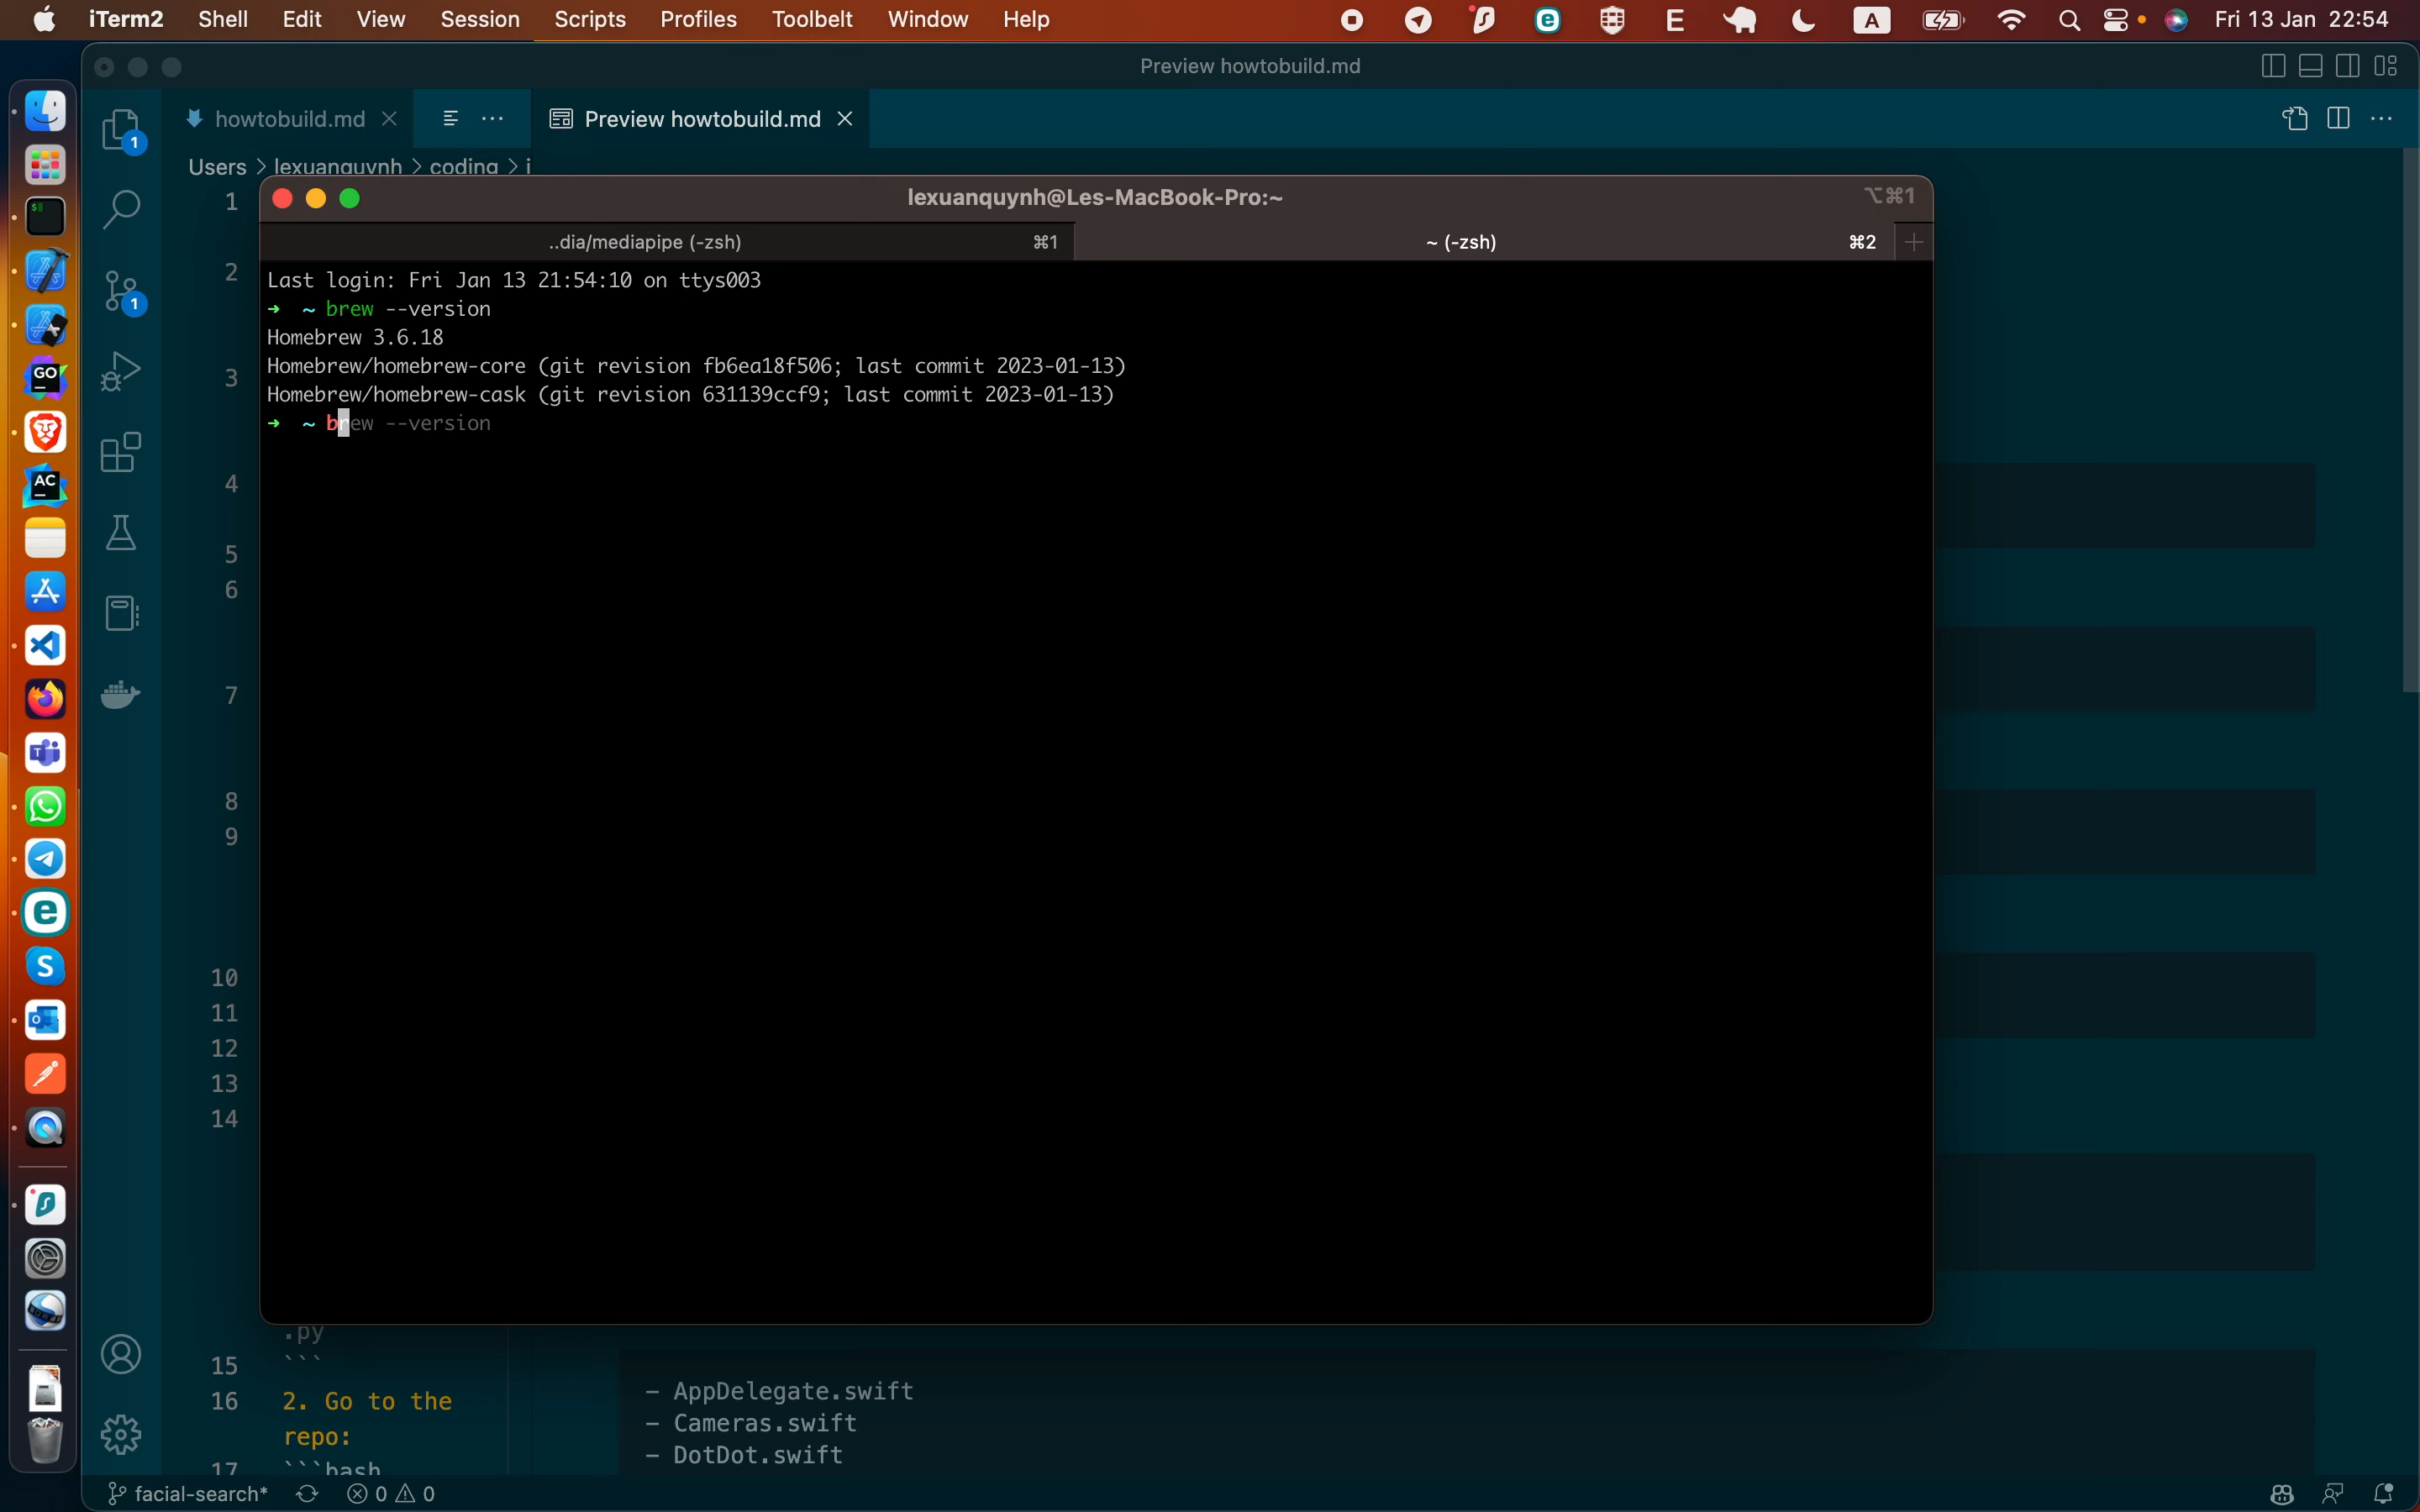 iTerm2 Shell Edit View Session Scripts Profiles Toolbelt Window Help E A Fri 13 Jan 22:54
Preview howtobuild.md
howtobuild.md Preview howtobuild.md
Users > lexuanquynh > coding > i
lexuanquynh@Les-MacBook-Pro:~ ⌥⌘1
..dia/mediapipe (-zsh) ⌘1 ~ (-zsh) ⌘2
Last login: Fri Jan 13 21:54:10 on ttys003
➜ ~ brew --version
Homebrew 3.6.18
Homebrew/homebrew-core (git revision fb6ea18f506; last commit 2023-01-13)
Homebrew/homebrew-cask (git revision 631139ccf9; last commit 2023-01-13)
➜ ~ brew --version
1
2
3
4
5
6
7
8
9
10
11
12
13
14
.py
15 ```
16 2. Go to the
repo:
17 ```bash
- AppDelegate.swift
- Cameras.swift
- DotDot.swift
1
1
GO
AC
facial-search* 0 0